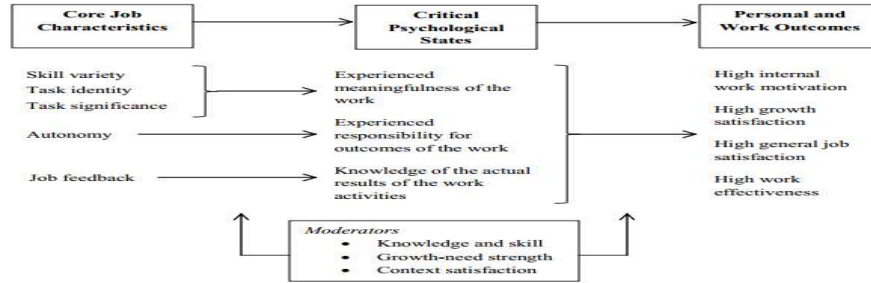 Core Job
Characteristics
Critical
Psychological
States
Personal and
Work Outcomes
Skill variety
Task identity
Task significance
Autonomy
Job feedback
Experienced
meaningfulness of the
work
Experienced
responsibility for
outcomes of the work
Knowledge of the actual
results of the work
activities
High internal
work motivation
High growth
satisfaction
High general job
satisfaction
High work
effectiveness
Moderators
• Knowledge and skill
• Growth-need strength
• Context satisfaction